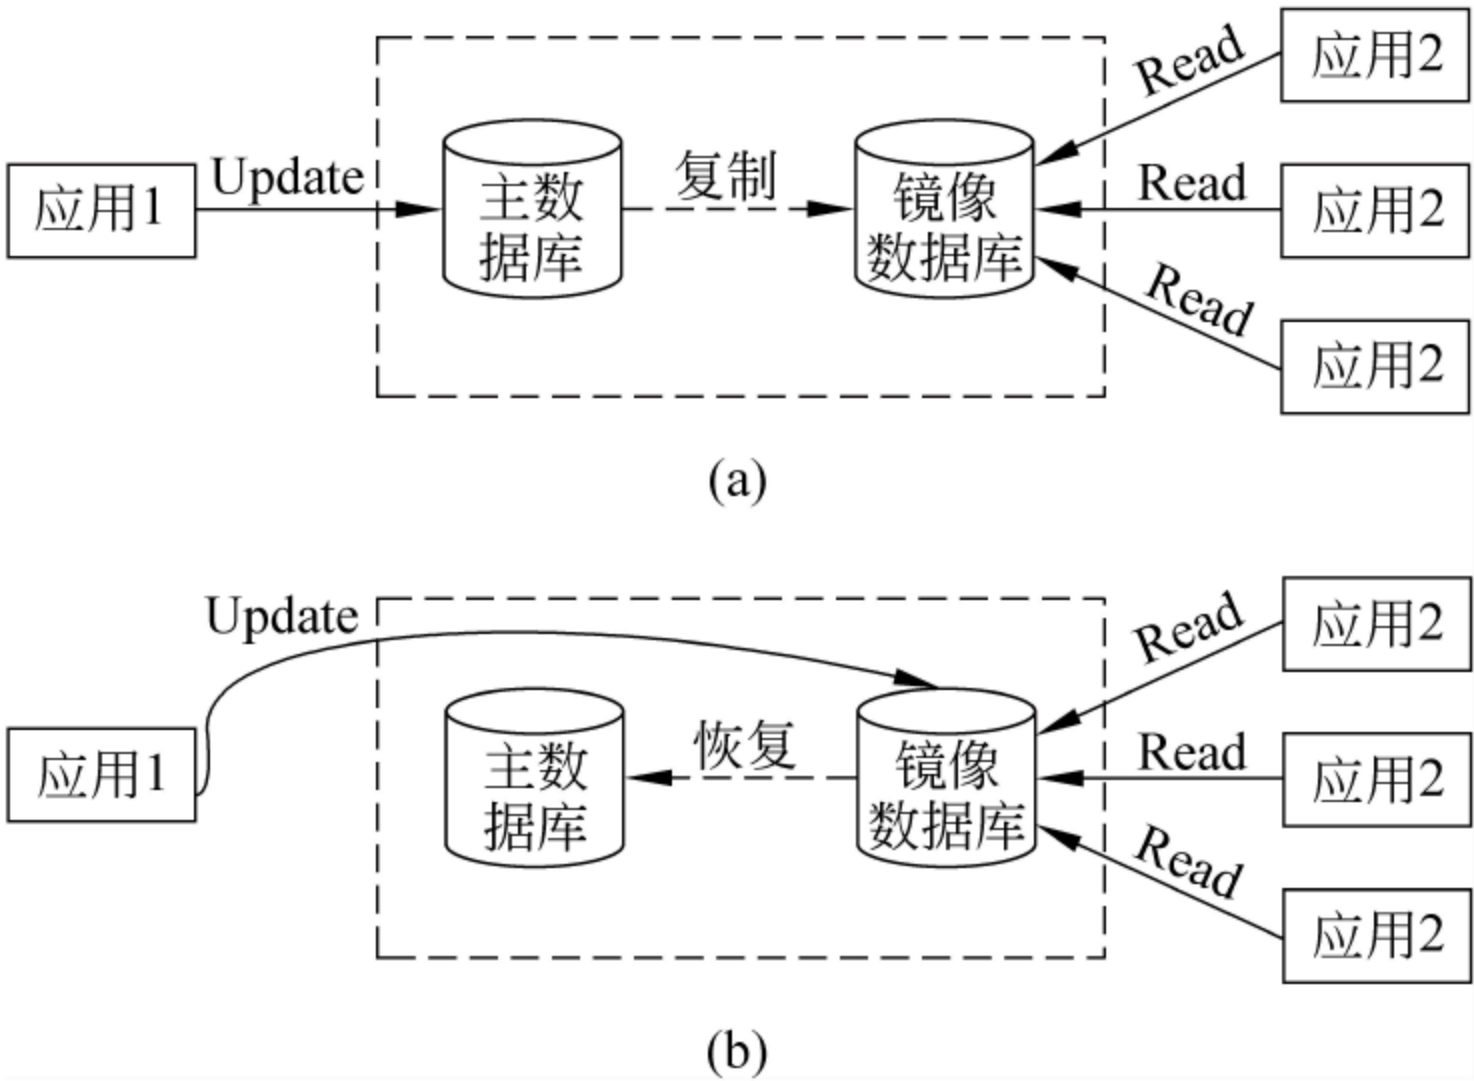 应用2
Read
应用1
Update
主数
据库
复制
镜像
数据库
Read
应用2
Read
应用2
(a)
Update
应用1
主数
据库
恢复
镜像
数据库
Read
应用2
Read
应用2
Read
应用2
(b)